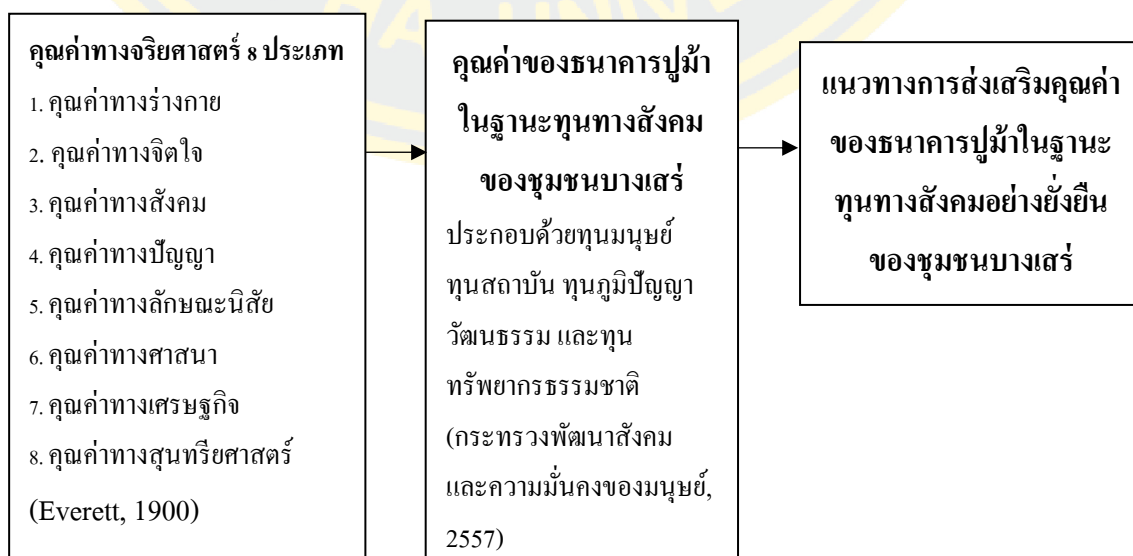 คุณค่าทางจริยศาสตร์ 8 ประเภท
1. คุณค่าทางร่างกาย
2. คุณค่าทางจิตใจ
3. คุณค่าทางสังคม
4. คุณค่าทางปัญญา
5. คุณค่าทางลักษณะนิสัย
6. คุณค่าทางศาสนา
7. คุณค่าทางเศรษฐกิจ
8. คุณค่าทางสุนทรียศาสตร์
(Everett, 1900)
คุณค่าของธนาคารปูม้า
ในฐานะทุนทางสังคม
ของชุมชนบางเสร่
ประกอบด้วยทุนมนุษย์
ทุนสถาบัน ทุนภูมิปัญญา
วัฒนธรรม และทุน
ทรัพยากรธรรมชาติ
(กระทรวงพัฒนาสังคม
และความมั่นคงของมนุษย์,
2557)
แนวทางการส่งเสริมคุณค่า
ของธนาคารปูม้าในฐานะ
ทุนทางสังคมอย่างยั่งยืน
ของชุมชนบางเสร่